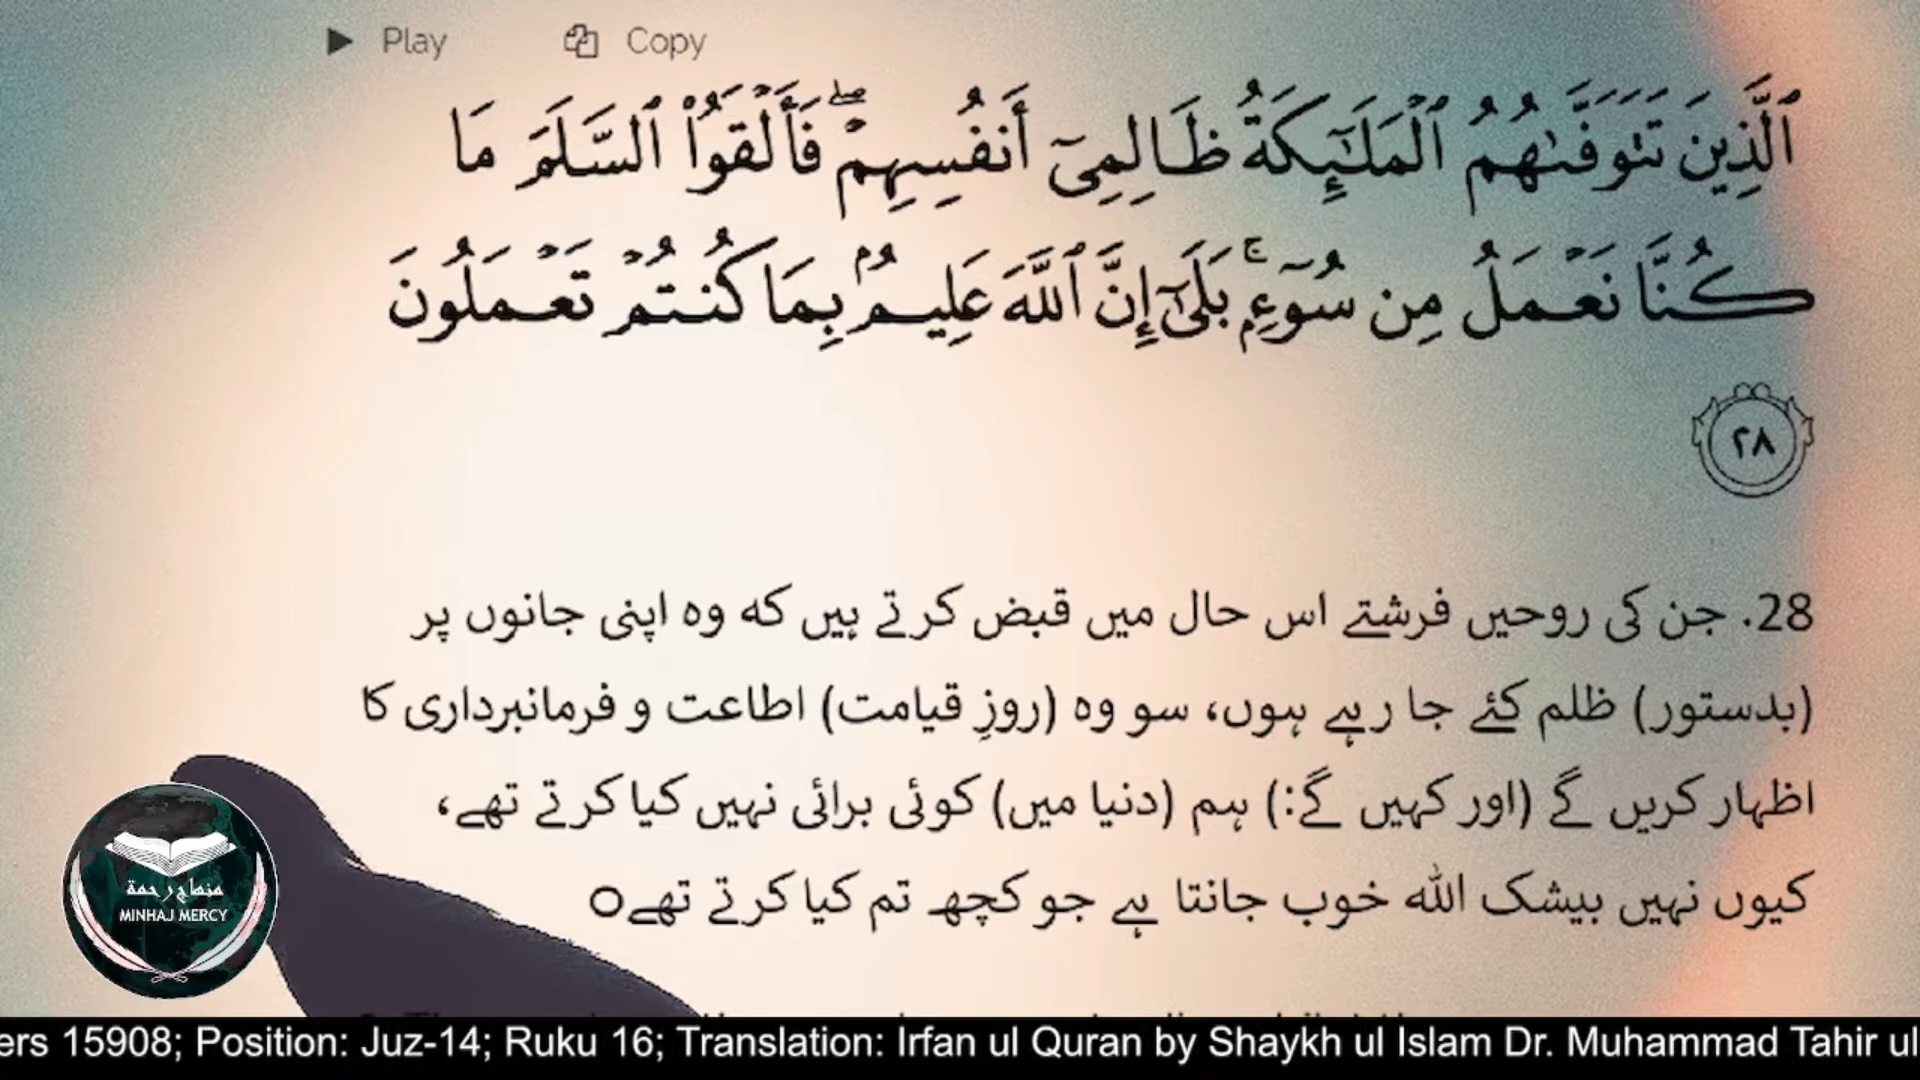 Play Copy
ٱلَّذِينَ تَتَوَفَّىٰهُمُ ٱلْمَلَـٰٓئِكَةُ ظَالِمِىٓ أَنفُسِهِمْ ۖ فَأَلْقَوُا۟ ٱلسَّلَمَ مَا
كُنَّا نَعْمَلُ مِن سُوٓءٍۭ ۚ بَلَىٰٓ إِنَّ ٱللَّهَ عَلِيمٌۢ بِمَا كُنتُمْ تَعْمَلُونَ
٢٨
28. جن کی روحیں فرشتے اس حال میں قبض کرتے ہیں کہ وہ اپنی جانوں پر
(بدستور) ظلم کئے جا رہے ہوں، سو وہ (روزِ قیامت) اطاعت و فرمانبرداری کا
اظہار کریں گے (اور کہیں گے:) ہم (دنیا میں) کوئی برائی نہیں کیا کرتے تھے،
کیوں نہیں بیشک اللہ خوب جانتا ہے جو کچھ تم کیا کرتے تھےo
منهاج رحمة
MINHAJ MERCY
ers 15908; Position: Juz-14; Ruku 16; Translation: Irfan ul Quran by Shaykh ul Islam Dr. Muhammad Tahir ul